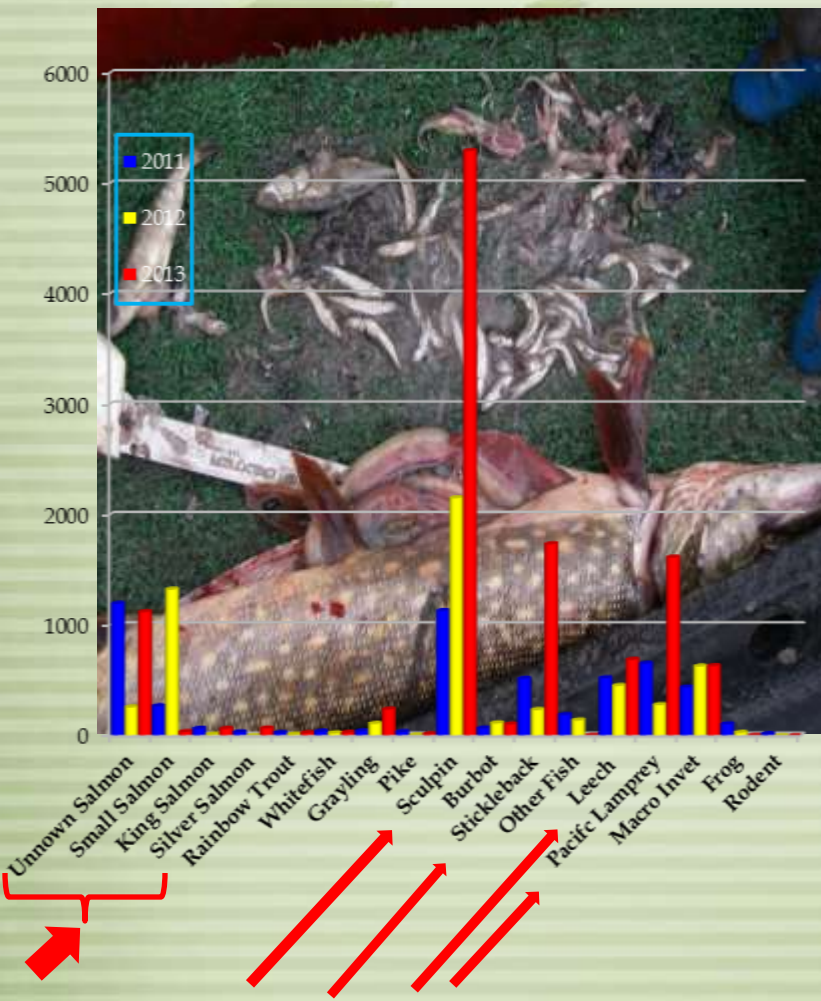 6000
5000
4000
3000
2000
1000
0
2011
2012
2013
Unnown Salmon
Small Salmon
King Salmon
Silver Salmon
Rainbow Trout
Whitefish
Grayling
Pike
Sculpin
Burbot
Stickleback
Other Fish
Leech
Pacifc Lamprey
Macro Invet
Frog
Rodent